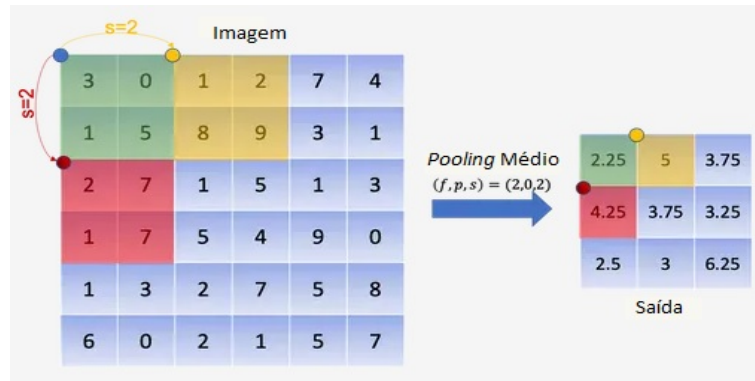 s=2
Imagem
s=2
3 0 1 2 7 4
1 5 8 9 3 1
2 7 1 5 1 3
1 7 5 4 9 0
1 3 2 7 5 8
6 0 2 1 5 7
Pooling Médio
(f,p,s) = (2,0,2)
2.25 5 3.75
4.25 3.75 3.25
2.5 3 6.25
Saída